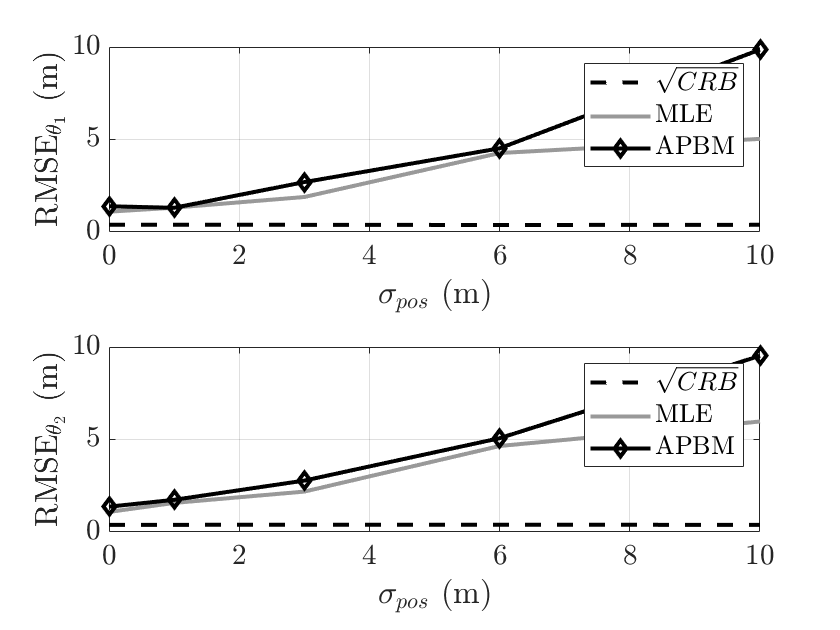 RMSE_θ₁ (m)
10
5
0
√CRB
MLE
APBM
0 2 4 6 8 10
σ_pos (m)
RMSE_θ₂ (m)
10
5
0
√CRB
MLE
APBM
0 2 4 6 8 10
σ_pos (m)